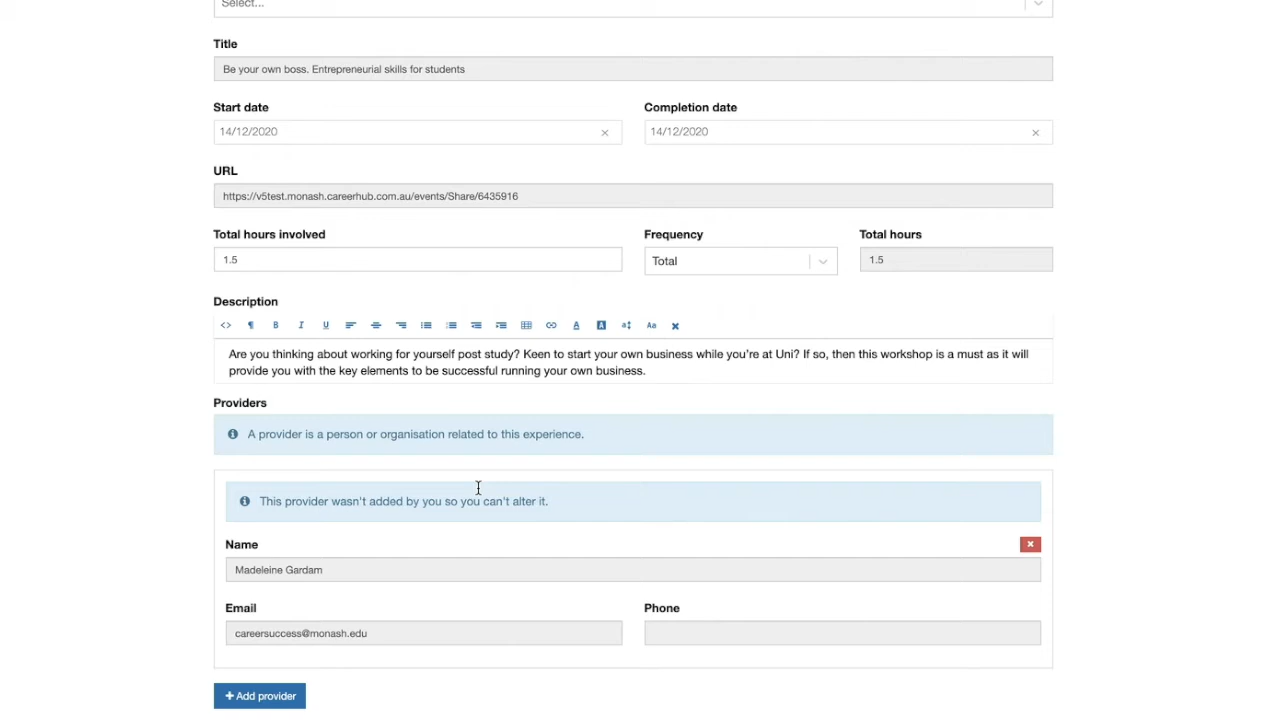 Select...
Title
Be your own boss. Entrepreneurial skills for students
Start date
Completion date
14/12/2020
14/12/2020
URL
https://v5test.monash.careerhub.com.au/events/Share/6435916
Total hours involved
Frequency
Total hours
1.5
Total
1.5
Description
Are you thinking about working for yourself post study? Keen to start your own business while you're at Uni? If so, then this workshop is a must as it will
provide you with the key elements to be successful running your own business.
Providers
A provider is a person or organisation related to this experience.
This provider wasn't added by you so you can't alter it.
Name
Madeleine Gardam
Email
Phone
careersuccess@monash.edu
+ Add provider